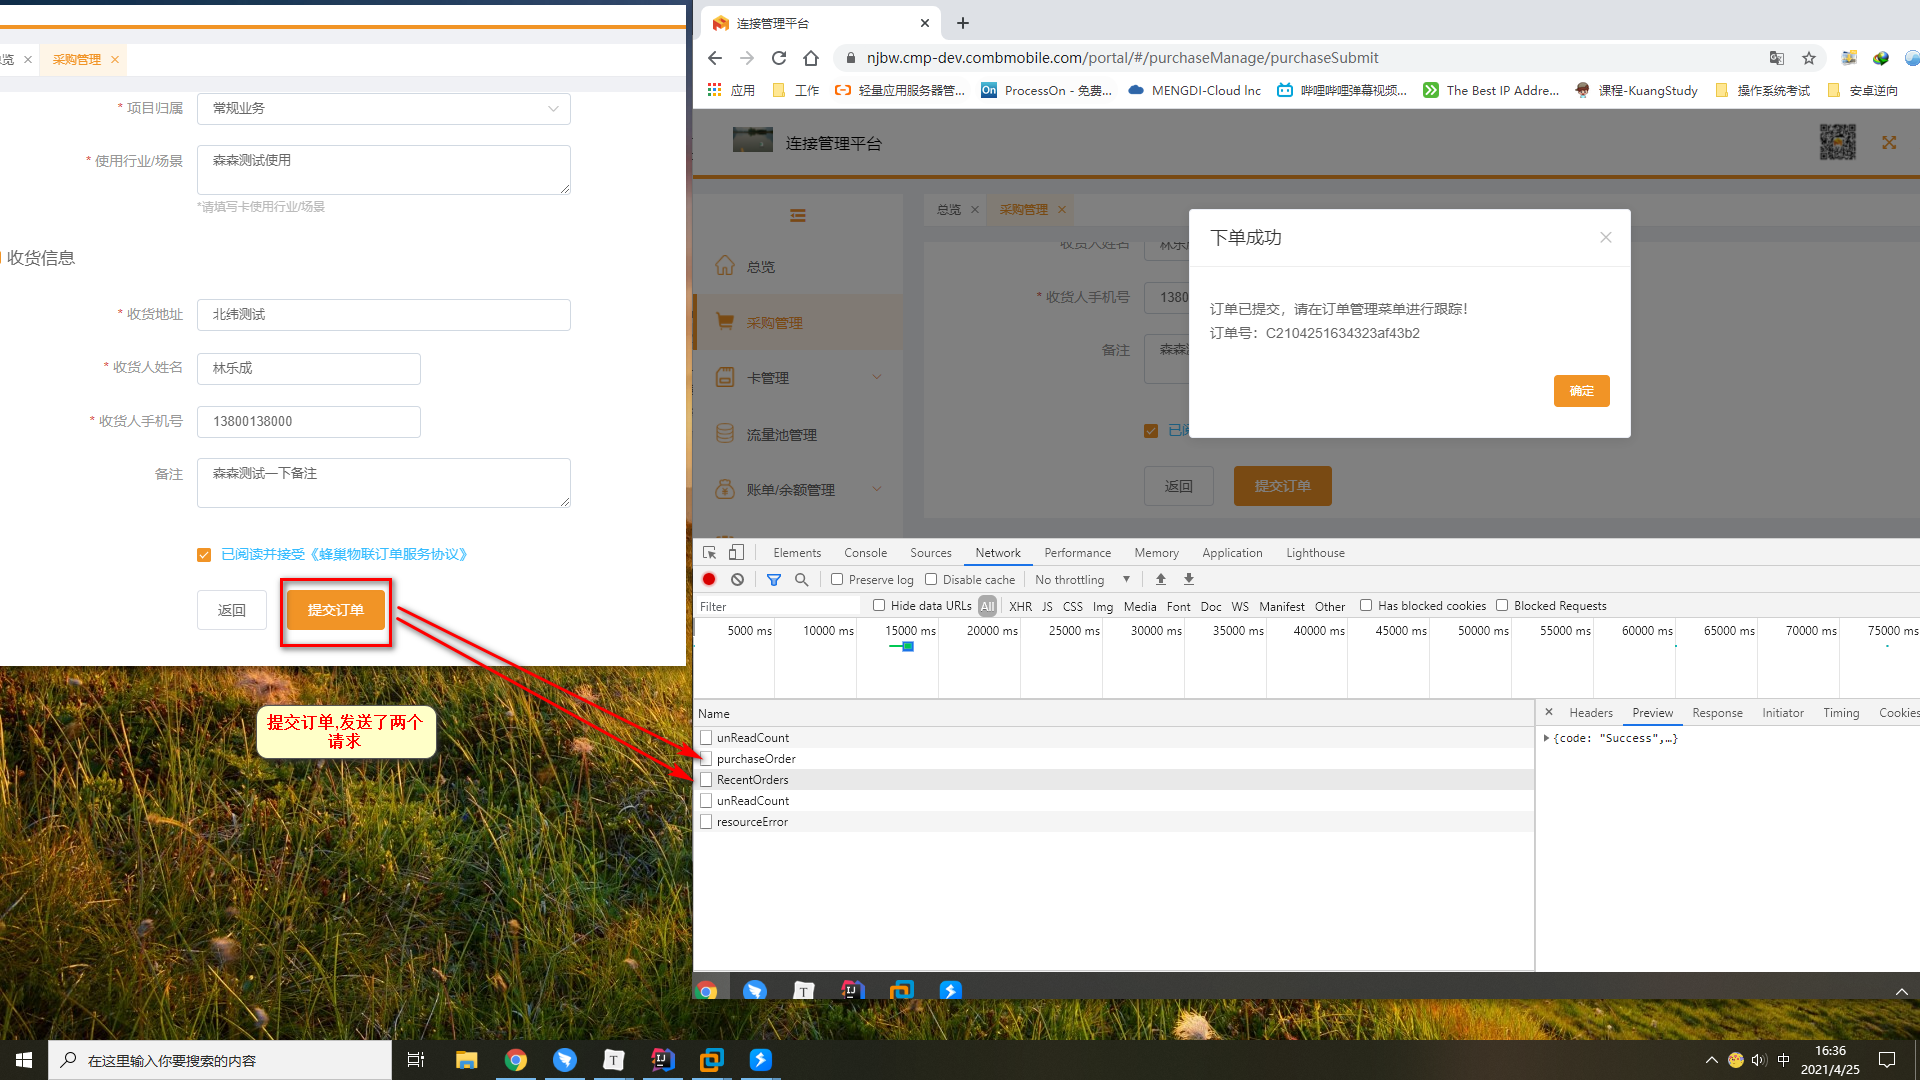 览
采购管理
* 项目归属
常规业务
* 使用行业/场景
森森测试使用
*请填写卡使用行业/场景
收货信息
* 收货地址
北纬测试
* 收货人姓名
林乐成
* 收货人手机号
13800138000
备注
森森测试一下备注
已阅读并接受《蜂巢物联订单服务协议》
返回
提交订单
提交订单,发送了两个
请求
连接管理平台
njbw.cmp-dev.combmobile.com/portal/#/purchaseManage/purchaseSubmit
应用
工作
轻量应用服务器管...
On
ProcessOn - 免费...
MENGDI-Cloud Inc
哔哩哔哩弹幕视频...
The Best IP Addre...
课程-KuangStudy
操作系统考试
安卓逆向
连接管理平台
总览
采购管理
总览
采购管理
卡管理
流量池管理
账单/余额管理
收货人姓名
林乐
* 收货人手机号
1380
备注
森森
已阅
返回
提交订单
下单成功
订单已提交，请在订单管理菜单进行跟踪！
订单号：C2104251634323af43b2
确定
Elements
Console
Sources
Network
Performance
Memory
Application
Lighthouse
Preserve log
Disable cache
No throttling
Filter
Hide data URLs
All
XHR
JS
CSS
Img
Media
Font
Doc
WS
Manifest
Other
Has blocked cookies
Blocked Requests
5000 ms
10000 ms
15000 ms
20000 ms
25000 ms
30000 ms
35000 ms
40000 ms
45000 ms
50000 ms
55000 ms
60000 ms
65000 ms
70000 ms
75000 ms
Name
unReadCount
purchaseOrder
RecentOrders
unReadCount
resourceError
Headers
Preview
Response
Initiator
Timing
Cookies
{code: "Success",…}
T
IJ
在这里输入你要搜索的内容
T
IJ
中
16:36
2021/4/25